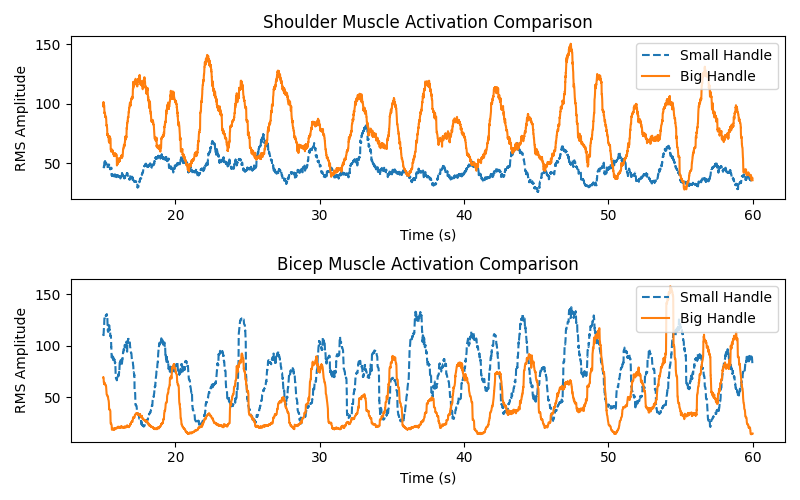 Shoulder Muscle Activation Comparison
RMS Amplitude
150
100
50
Small Handle
Big Handle
20 30 40 50 60
Time (s)
Bicep Muscle Activation Comparison
RMS Amplitude
150
100
50
Small Handle
Big Handle
20 30 40 50 60
Time (s)